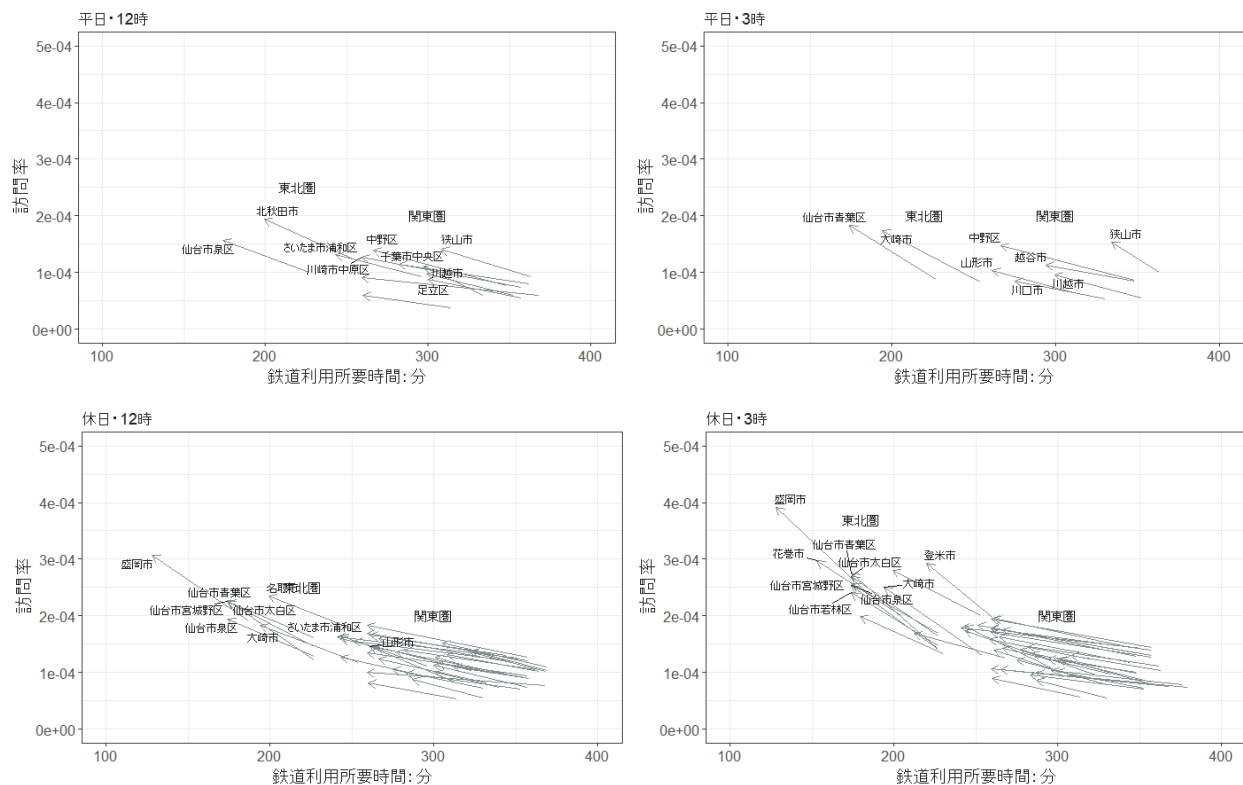 平日・12時
5e-04
4e-04
3e-04
2e-04
1e-04
0e+00
訪問率
東北圏
北秋田市
関東圏
仙台市泉区
さいたま市浦和区
中野区
狭山市
千葉市中央区
川崎市中原区
川越市
足立区
100
200
300
400
鉄道利用所要時間：分
平日・3時
5e-04
4e-04
3e-04
2e-04
1e-04
0e+00
訪問率
仙台市青葉区
東北圏
関東圏
大崎市
中野区
狭山市
山形市
越谷市
川口市
川越市
100
200
300
400
鉄道利用所要時間：分
休日・12時
5e-04
4e-04
3e-04
2e-04
1e-04
0e+00
訪問率
盛岡市
仙台市青葉区
東北圏
仙台市宮城野区
仙台市太白区
関東圏
仙台市泉区
さいたま市浦和区
大崎市
山形市
100
200
300
400
鉄道利用所要時間：分
休日・3時
5e-04
4e-04
3e-04
2e-04
1e-04
0e+00
訪問率
盛岡市
東北圏
仙台市青葉区
花巻市
仙台市太白区
登米市
仙台市宮城野区
大崎市
仙台市若林区
仙台市泉区
関東圏
100
200
300
400
鉄道利用所要時間：分